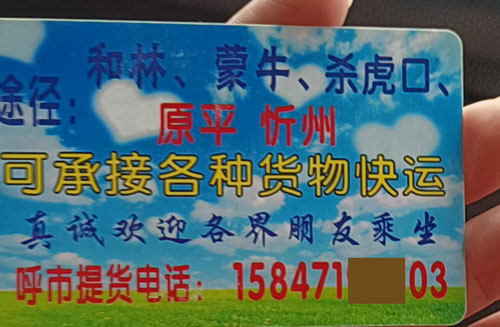 和林、蒙牛、杀虎口、
途径：
原平 忻州
可承接各种货物快运
真诚欢迎各界朋友乘坐
呼市提货电话：15847103